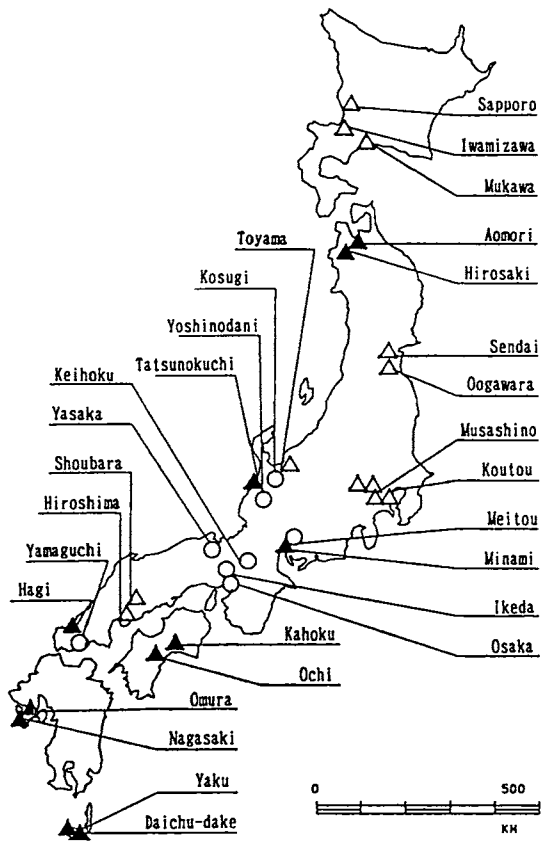 Sapporo
Iwamizawa
Mukawa
Aomori
Hirosaki
Toyama
Kosugi
Yoshinodani
Tatsunokuchi
Keihoku
Yasaka
Shoubara
Hiroshima
Yamaguchi
Hagi
Sendai
Oogawara
Musashino
Koutou
Meitou
Minami
Ikeda
Osaka
Kahoku
Ochi
Omura
Nagasaki
Yaku
Daichu-dake
0 500
KM